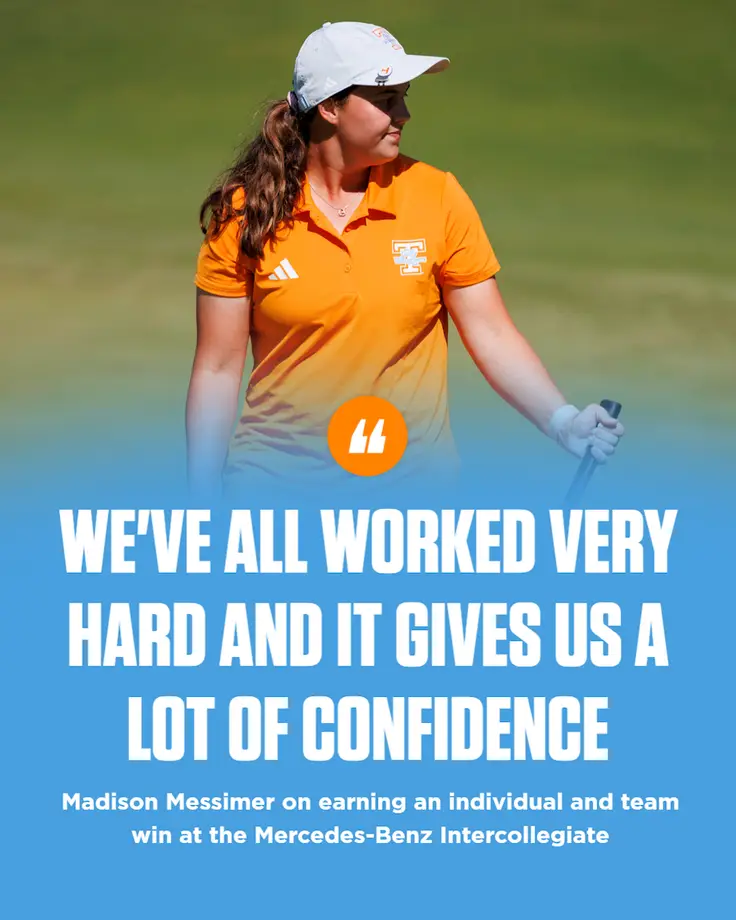 T
T
“
WE'VE ALL WORKED VERY
HARD AND IT GIVES US A
LOT OF CONFIDENCE
Madison Messimer on earning an individual and team
win at the Mercedes-Benz Intercollegiate